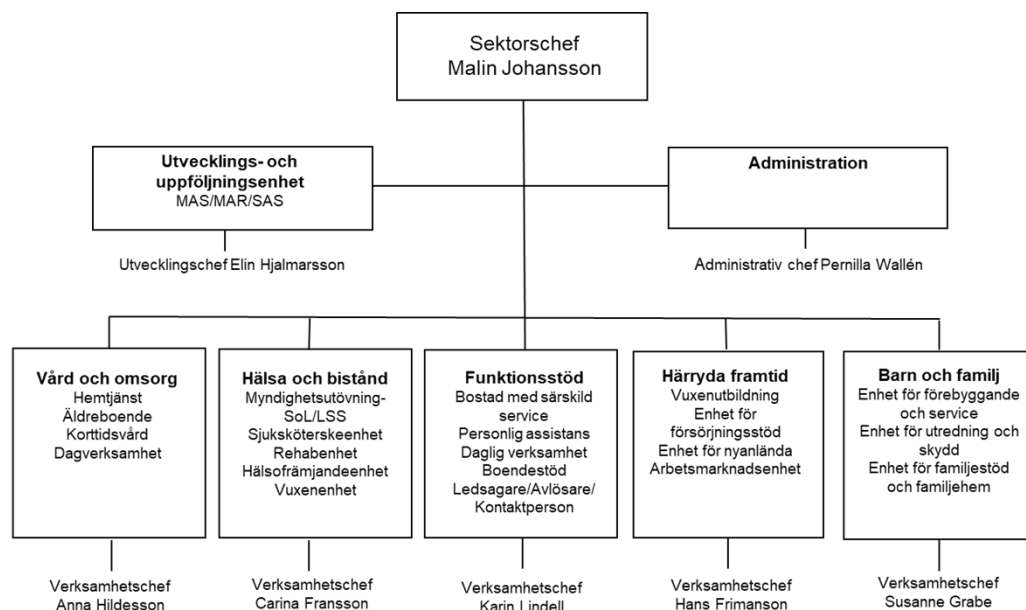 Sektorschef
Malin Johansson
Utvecklings- och
uppföljningsenhet
MAS/MAR/SAS
Utvecklingschef Elin Hjalmarsson
Administration
Administrativ chef Pernilla Wallén
Vård och omsorg
Hemtjänst
Äldreboende
Korttidsvård
Dagverksamhet
Verksamhetschef
Anna Hildesson
Hälsa och bistånd
Myndighetsutövning-
SoL/LSS
Sjuksköterskeenhet
Rehabenhet
Hälsofrämjandeenhet
Vuxenenhet
Verksamhetschef
Carina Fransson
Funktionsstöd
Bostad med särskild
service
Personlig assistans
Daglig verksamhet
Boendestöd
Ledsagare/Avlösare/
Kontaktperson
Verksamhetschef
Karin Lindell
Härryda framtid
Vuxenutbildning
Enhet för
försörjningsstöd
Enhet för nyanlända
Arbetsmarknadsenhet
Verksamhetschef
Hans Frimanson
Barn och familj
Enhet för förebyggande
och service
Enhet för utredning och
skydd
Enhet för familjestöd
och familjehem
Verksamhetschef
Susanne Grabe